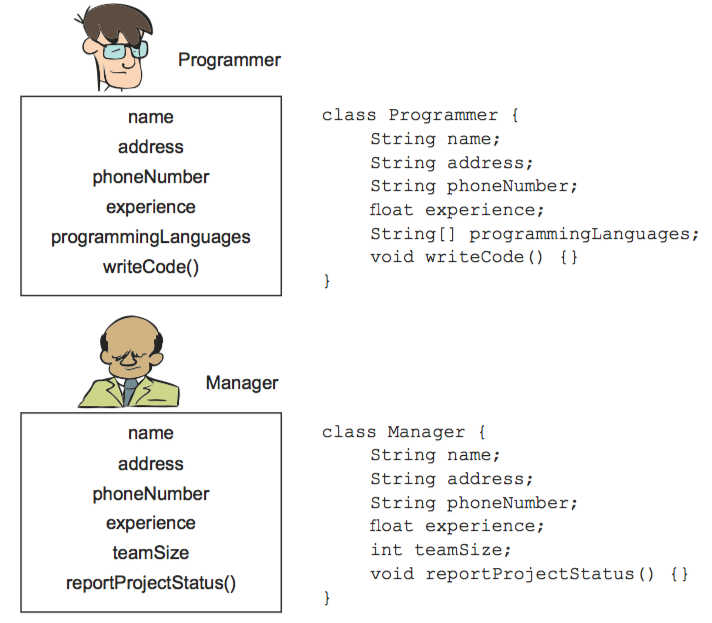 Programmer
name
address
phoneNumber
experience
programmingLanguages
writeCode()
class Programmer {
String name;
String address;
String phoneNumber;
float experience;
String[] programmingLanguages;
void writeCode() {}
}
Manager
name
address
phoneNumber
experience
teamSize
reportProjectStatus()
class Manager {
String name;
String address;
String phoneNumber;
float experience;
int teamSize;
void reportProjectStatus() {}
}